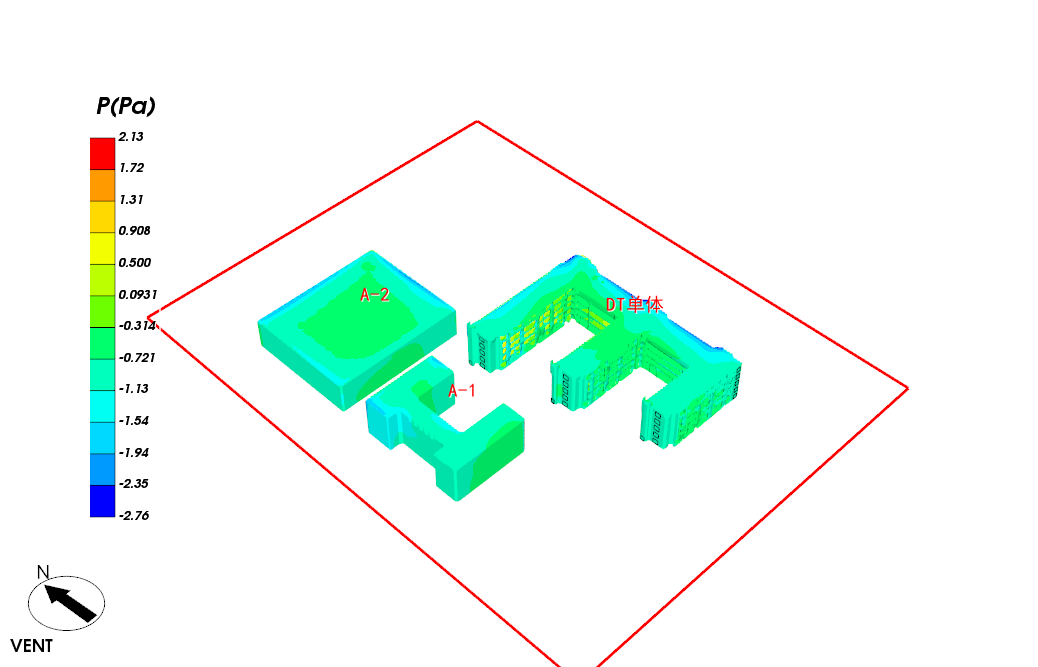 P(Pa)
2.13
1.72
1.31
0.908
0.500
0.0931
-0.314
-0.721
-1.13
-1.54
-1.94
-2.35
-2.76
A-2
DT单体
A-1
N
VENT